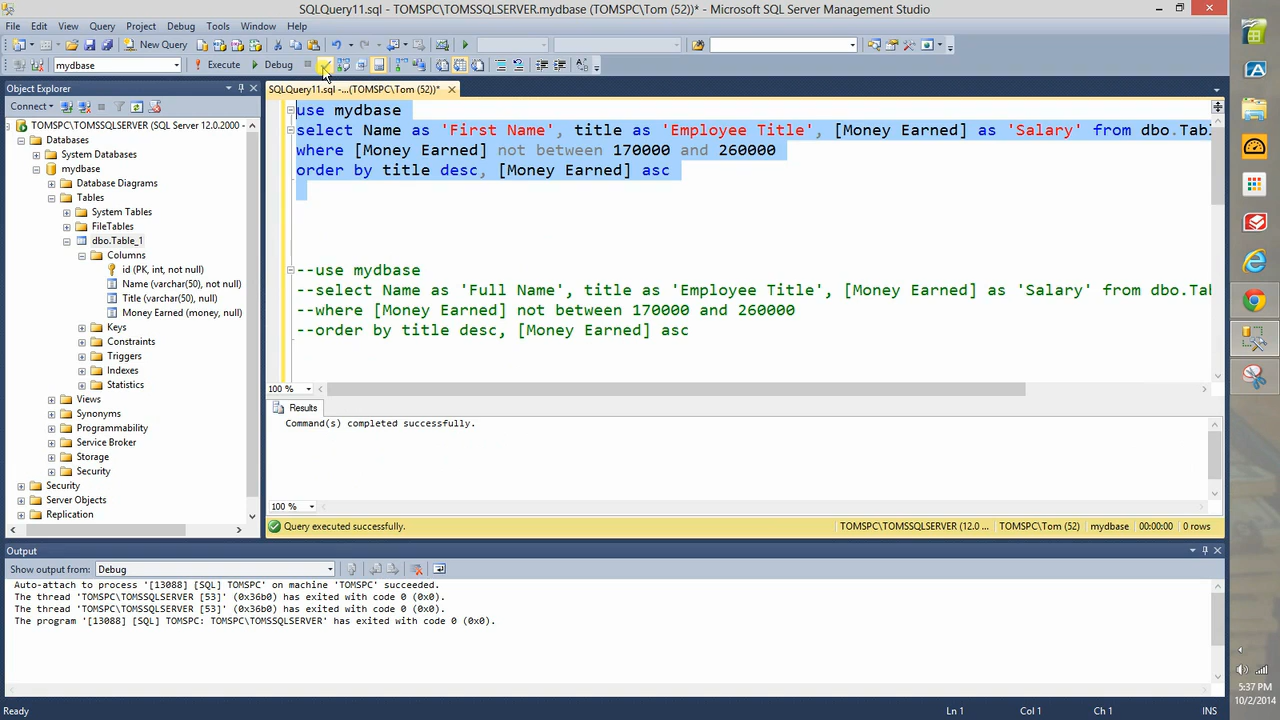 SQLQuery11.sql - TOMSPC\TOMSSQLSERVER.mydbase (TOMSPC\Tom (52))* - Microsoft SQL Server Management Studio
File Edit View Query Project Debug Tools Window Help
New Query
mydbase Execute Debug
Object Explorer
SQLQuery11.sql -...(TOMSPC\Tom (52))*
Connect
TOMSPC\TOMSSQLSERVER (SQL Server 12.0.2000 -
Databases
System Databases
mydbase
Database Diagrams
Tables
System Tables
FileTables
dbo.Table_1
Columns
id (PK, int, not null)
Name (varchar(50), not null)
Title (varchar(50), null)
Money Earned (money, null)
Keys
Constraints
Triggers
Indexes
Statistics
Views
Synonyms
Programmability
Service Broker
Storage
Security
Security
Server Objects
Replication
use mydbase
select Name as 'First Name', title as 'Employee Title', [Money Earned] as 'Salary' from dbo.Tabl
where [Money Earned] not between 170000 and 260000
order by title desc, [Money Earned] asc
--use mydbase
--select Name as 'Full Name', title as 'Employee Title', [Money Earned] as 'Salary' from dbo.Tab
--where [Money Earned] not between 170000 and 260000
--order by title desc, [Money Earned] asc
100 %
Results
Command(s) completed successfully.
100 %
Query executed successfully.
TOMSPC\TOMSSQLSERVER (12.0 ... TOMSPC\Tom (52) mydbase 00:00:00 0 rows
Output
Show output from: Debug
Auto-attach to process '[13088] [SQL] TOMSPC' on machine 'TOMSPC' succeeded.
The thread 'TOMSPC\TOMSSQLSERVER [53]' (0x36b0) has exited with code 0 (0x0).
The thread 'TOMSPC\TOMSSQLSERVER [53]' (0x36b0) has exited with code 0 (0x0).
The program '[13088] [SQL] TOMSPC: TOMSPC\TOMSSQLSERVER' has exited with code 0 (0x0).
Ready Ln 1 Col 1 Ch 1 INS
5:37 PM
10/2/2014